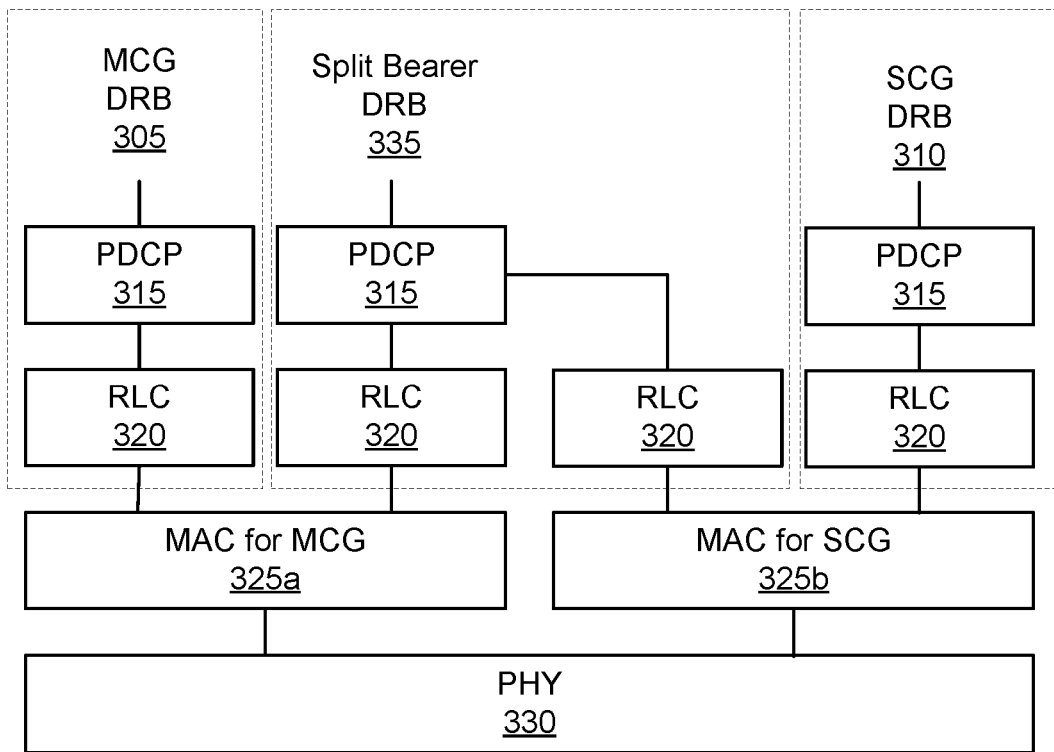 MCG
DRB
305
Split Bearer
DRB
335
SCG
DRB
310
PDCP
315
PDCP
315
PDCP
315
RLC
320
RLC
320
RLC
320
RLC
320
MAC for MCG
325a
MAC for SCG
325b
PHY
330